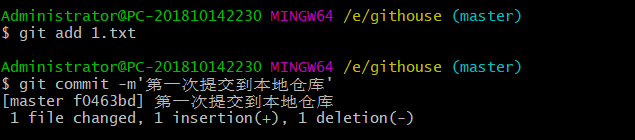 Administrator@PC-201810142230 MINGW64 /e/githouse (master)
$ git add 1.txt
Administrator@PC-201810142230 MINGW64 /e/githouse (master)
$ git commit -m'第一次提交到本地仓库'
[master f0463bd] 第一次提交到本地仓库
 1 file changed, 1 insertion(+), 1 deletion(-)